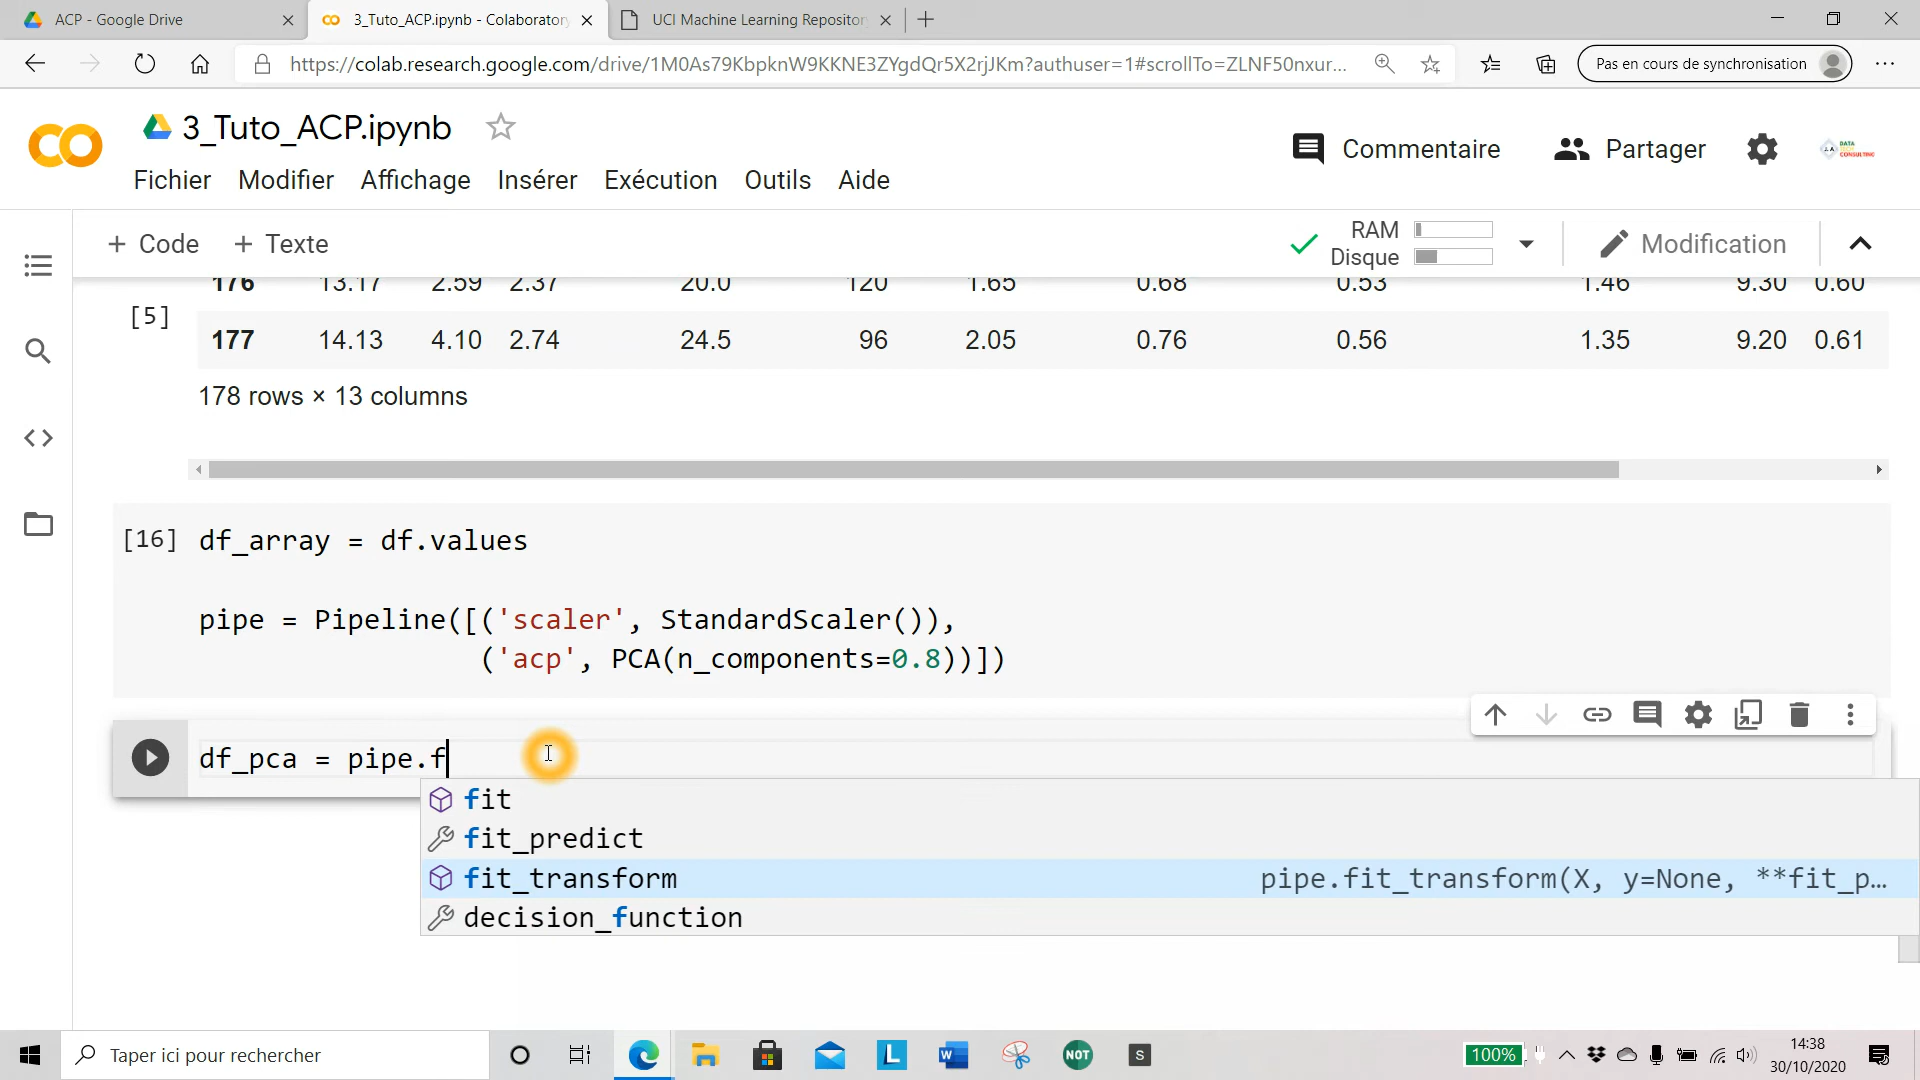 ACP - Google Drive
3_Tuto_ACP.ipynb - Colaboratory
UCI Machine Learning Repositor
https://colab.research.google.com/drive/1M0As79KbpknW9KKNE3ZYgdQr5X2rjJKm?authuser=1#scrollTo=ZLNF50nxur...
Pas en cours de synchronisation
3_Tuto_ACP.ipynb
Commentaire
Partager
DATA
CONSULTING
Fichier Modifier Affichage Insérer Exécution Outils Aide
+ Code + Texte
RAM
Disque
Modification
176 13.17 2.59 2.37 20.0 120 1.65 0.68 0.53 1.46 9.30 0.60
[5]
177 14.13 4.10 2.74 24.5 96 2.05 0.76 0.56 1.35 9.20 0.61
178 rows × 13 columns
[16] df_array = df.values
pipe = Pipeline([('scaler', StandardScaler()),
('acp', PCA(n_components=0.8))])
df_pca = pipe.f
fit
fit_predict
fit_transform pipe.fit_transform(X, y=None, **fit_p...
decision_function
Taper ici pour rechercher
L
W
NOT
S
100%
14:38
30/10/2020